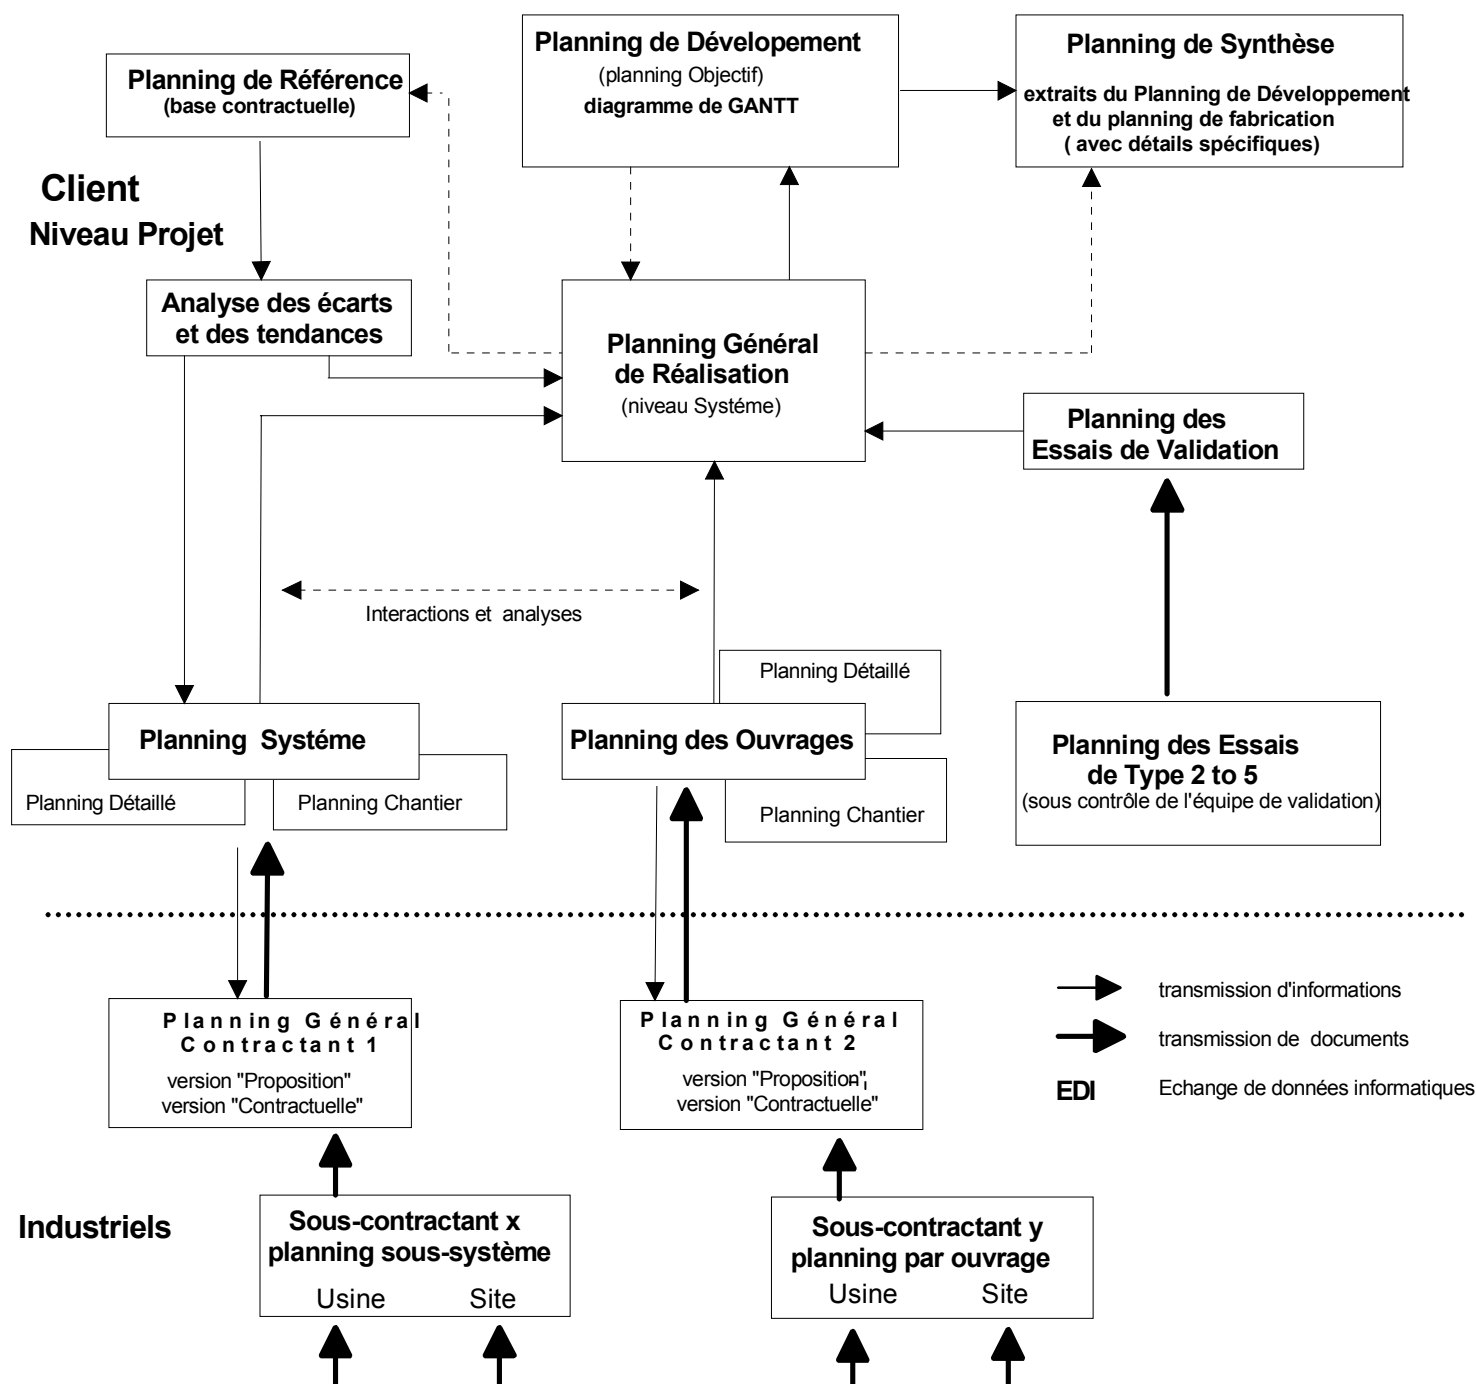 Planning de Dévelopement
(planning Objectif)
diagramme de GANTT
Planning de Synthèse
extraits du Planning de Développement
et du planning de fabrication
( avec détails spécifiques)
Planning de Référence
(base contractuelle)
Client
Niveau Projet
Analyse des écarts
et des tendances
Planning Général
de Réalisation
(niveau Systéme)
Planning des
Essais de Validation
Interactions et analyses
Planning Détaillé
Planning Systéme
Planning Détaillé
Planning Chantier
Planning des Ouvrages
Planning Chantier
Planning des Essais
de Type 2 to 5
(sous contrôle de l'équipe de validation)
Planning Général
Contractant 1
version "Proposition"
version "Contractuelle"
Planning Général
Contractant 2
version "Proposition"
version "Contractuelle"
transmission d'informations
transmission de documents
EDI Echange de données informatiques
Industriels
Sous-contractant x
planning sous-système
Usine Site
Sous-contractant y
planning par ouvrage
Usine Site